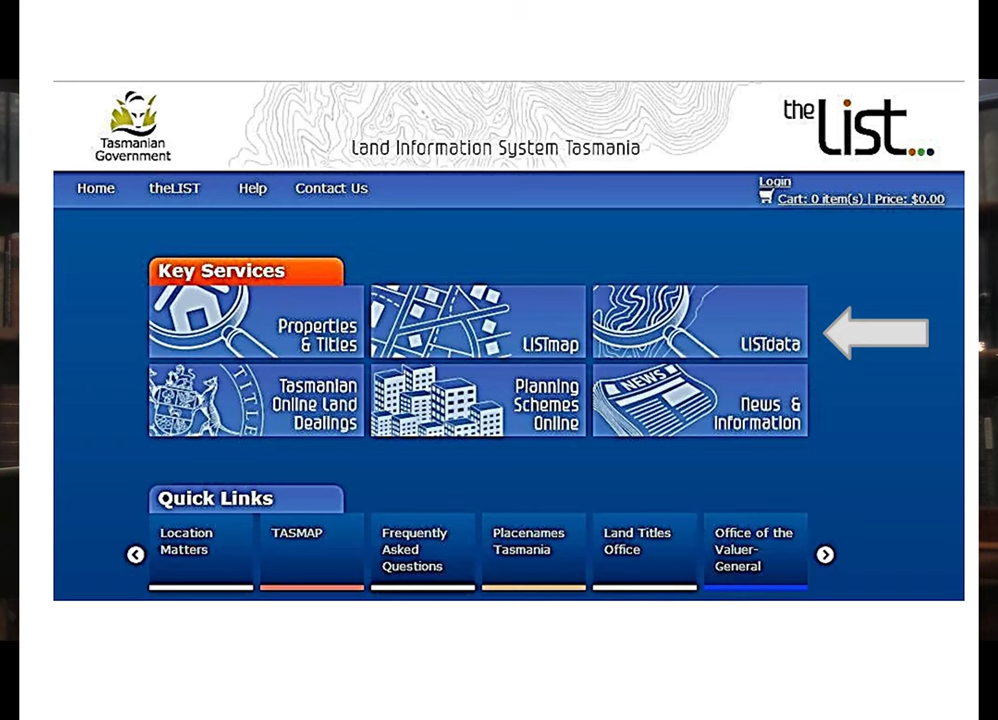 Tasmanian
Government
Land Information System Tasmania
the LIST...
Home theLIST Help Contact Us
Login
Cart: 0 item(s) | Price: $0.00
Key Services
Properties
& Titles
LISTmap
LISTdata
TITLE
Tasmanian
Online Land
Dealings
Planning
Schemes
Online
NEWS
News &
Information
Quick Links
Location
Matters
TASMAP
Frequently
Asked
Questions
Placenames
Tasmania
Land Titles
Office
Office of the
Valuer-
General